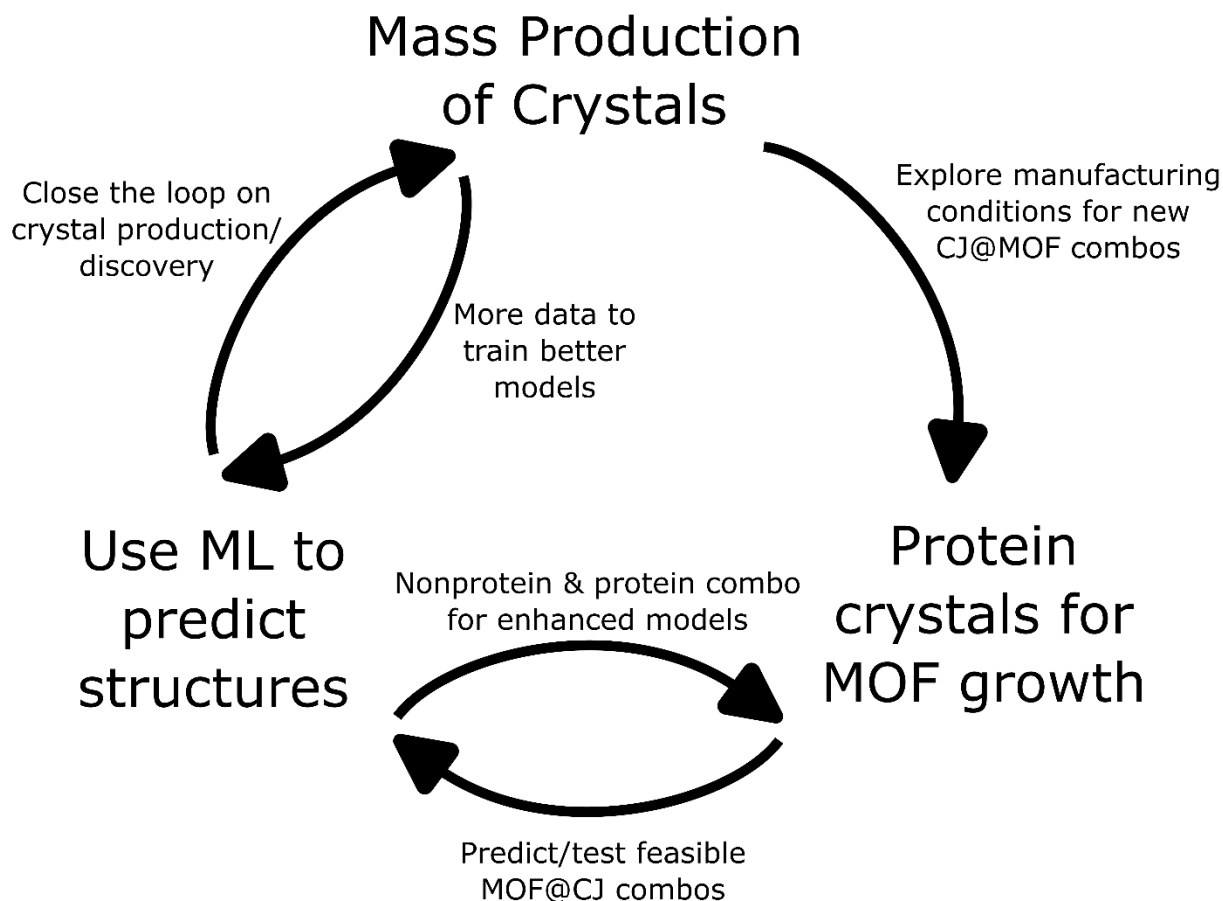 Mass Production
of Crystals
Close the loop on
crystal production/
discovery
More data to
train better
models
Explore manufacturing
conditions for new
CJ@MOF combos
Use ML to
predict
structures
Nonprotein & protein combo
for enhanced models
Protein
crystals for
MOF growth
Predict/test feasible
MOF@CJ combos